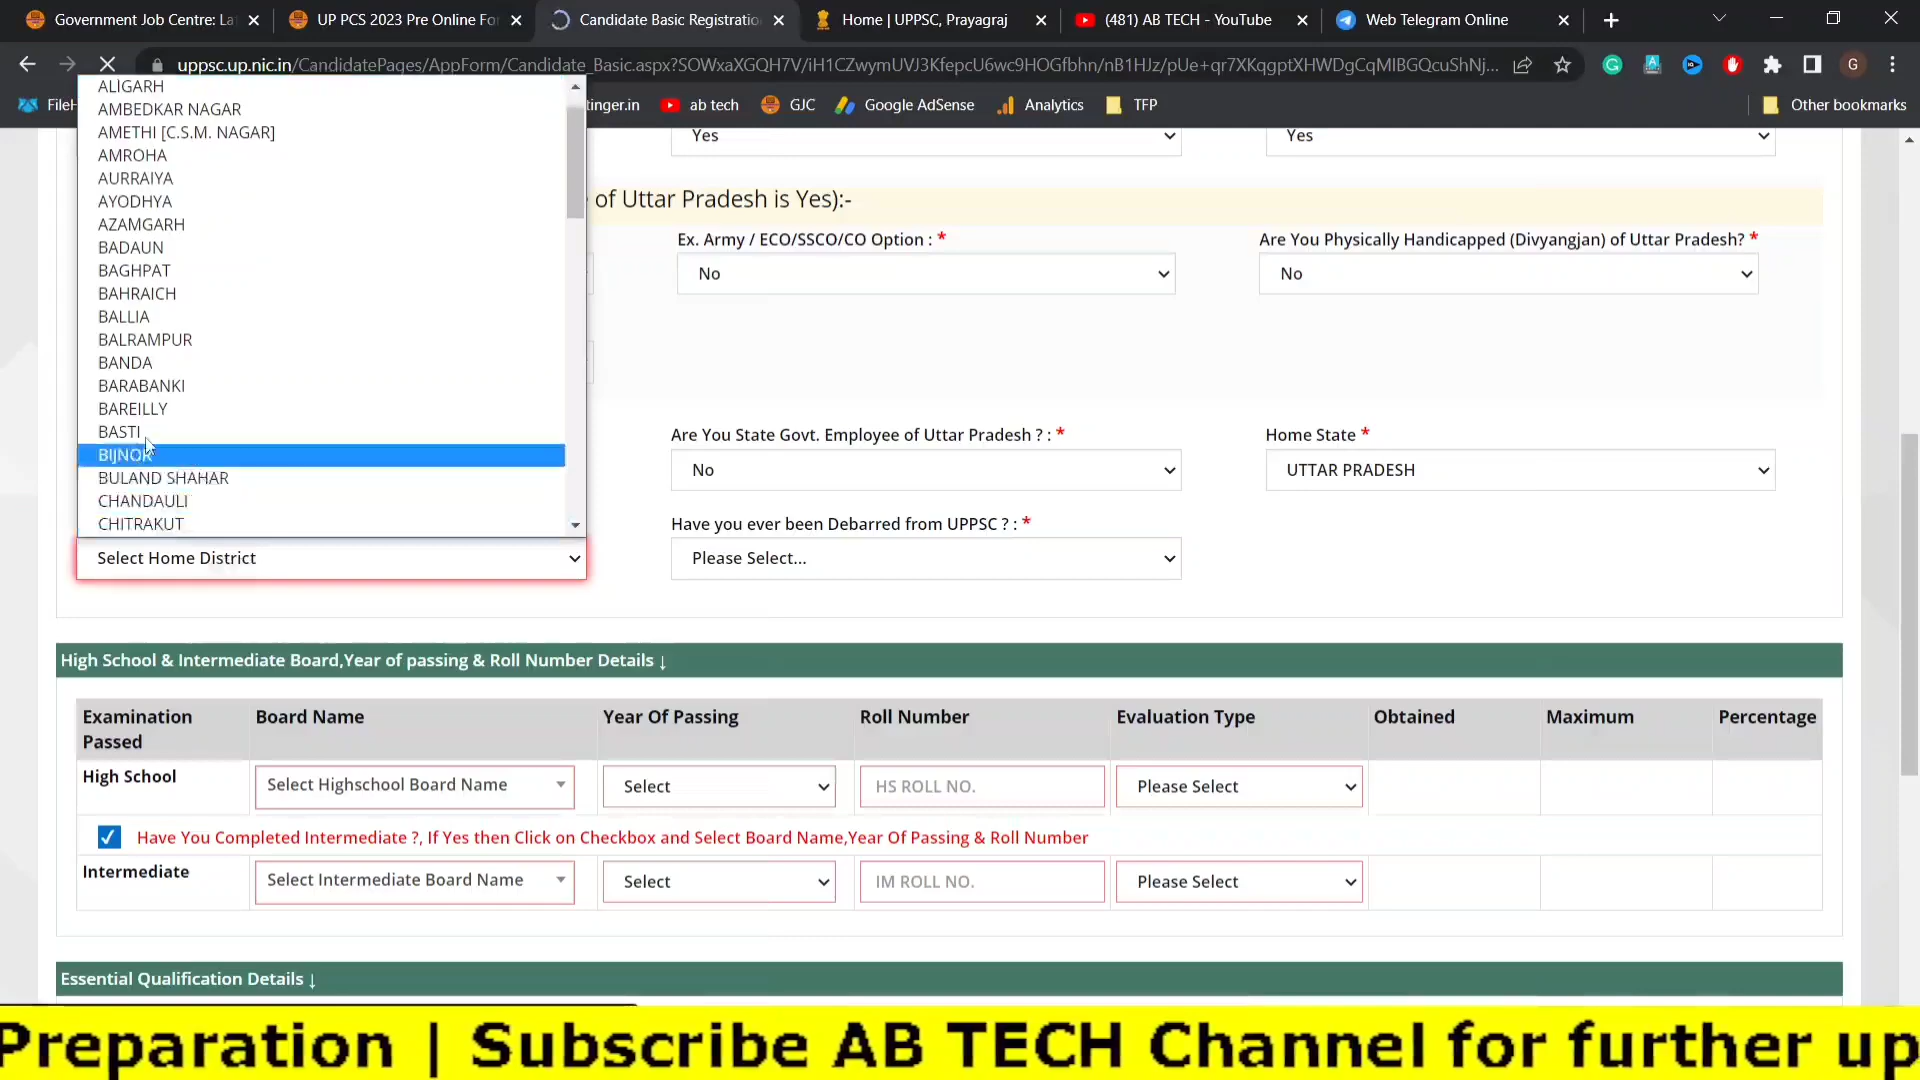 Government Job Centre: La
UP PCS 2023 Pre Online For
Candidate Basic Registratio
Home | UPPSC, Prayagraj
(481) AB TECH - YouTube
Web Telegram Online
uppsc.up.nic.in/CandidatePages/AppForm/Candidate_Basic.aspx?SOWxaXGQH7V/iH1CZwymUVJ3KfepcU6wc9HOGfbhn/nB1HJz/pUe+qr7XKqgptXHWDgCqMIBGQcuShNj...
G
FileH
tinger.in
ab tech
GJC
Google AdSense
Analytics
TFP
Other bookmarks
ALIGARH
AMBEDKAR NAGAR
AMETHI [C.S.M. NAGAR]
AMROHA
AURRAIYA
AYODHYA
AZAMGARH
BADAUN
BAGHPAT
BAHRAICH
BALLIA
BALRAMPUR
BANDA
BARABANKI
BAREILLY
BASTI
BIJNOR
BULAND SHAHAR
CHANDAULI
CHITRAKUT
Select Home District
Yes
Yes
of Uttar Pradesh is Yes):-
Ex. Army / ECO/SSCO/CO Option : *
Are You Physically Handicapped (Divyangjan) of Uttar Pradesh? *
No
No
Are You State Govt. Employee of Uttar Pradesh ? : *
Home State *
No
UTTAR PRADESH
Have you ever been Debarred from UPPSC ? : *
Please Select...
High School & Intermediate Board,Year of passing & Roll Number Details ↓
Examination Passed
Board Name
Year Of Passing
Roll Number
Evaluation Type
Obtained
Maximum
Percentage
High School
Select Highschool Board Name
Select
HS ROLL NO.
Please Select
Have You Completed Intermediate ?, If Yes then Click on Checkbox and Select Board Name,Year Of Passing & Roll Number
Intermediate
Select Intermediate Board Name
Select
IM ROLL NO.
Please Select
Essential Qualification Details ↓
Preparation | Subscribe AB TECH Channel for further up